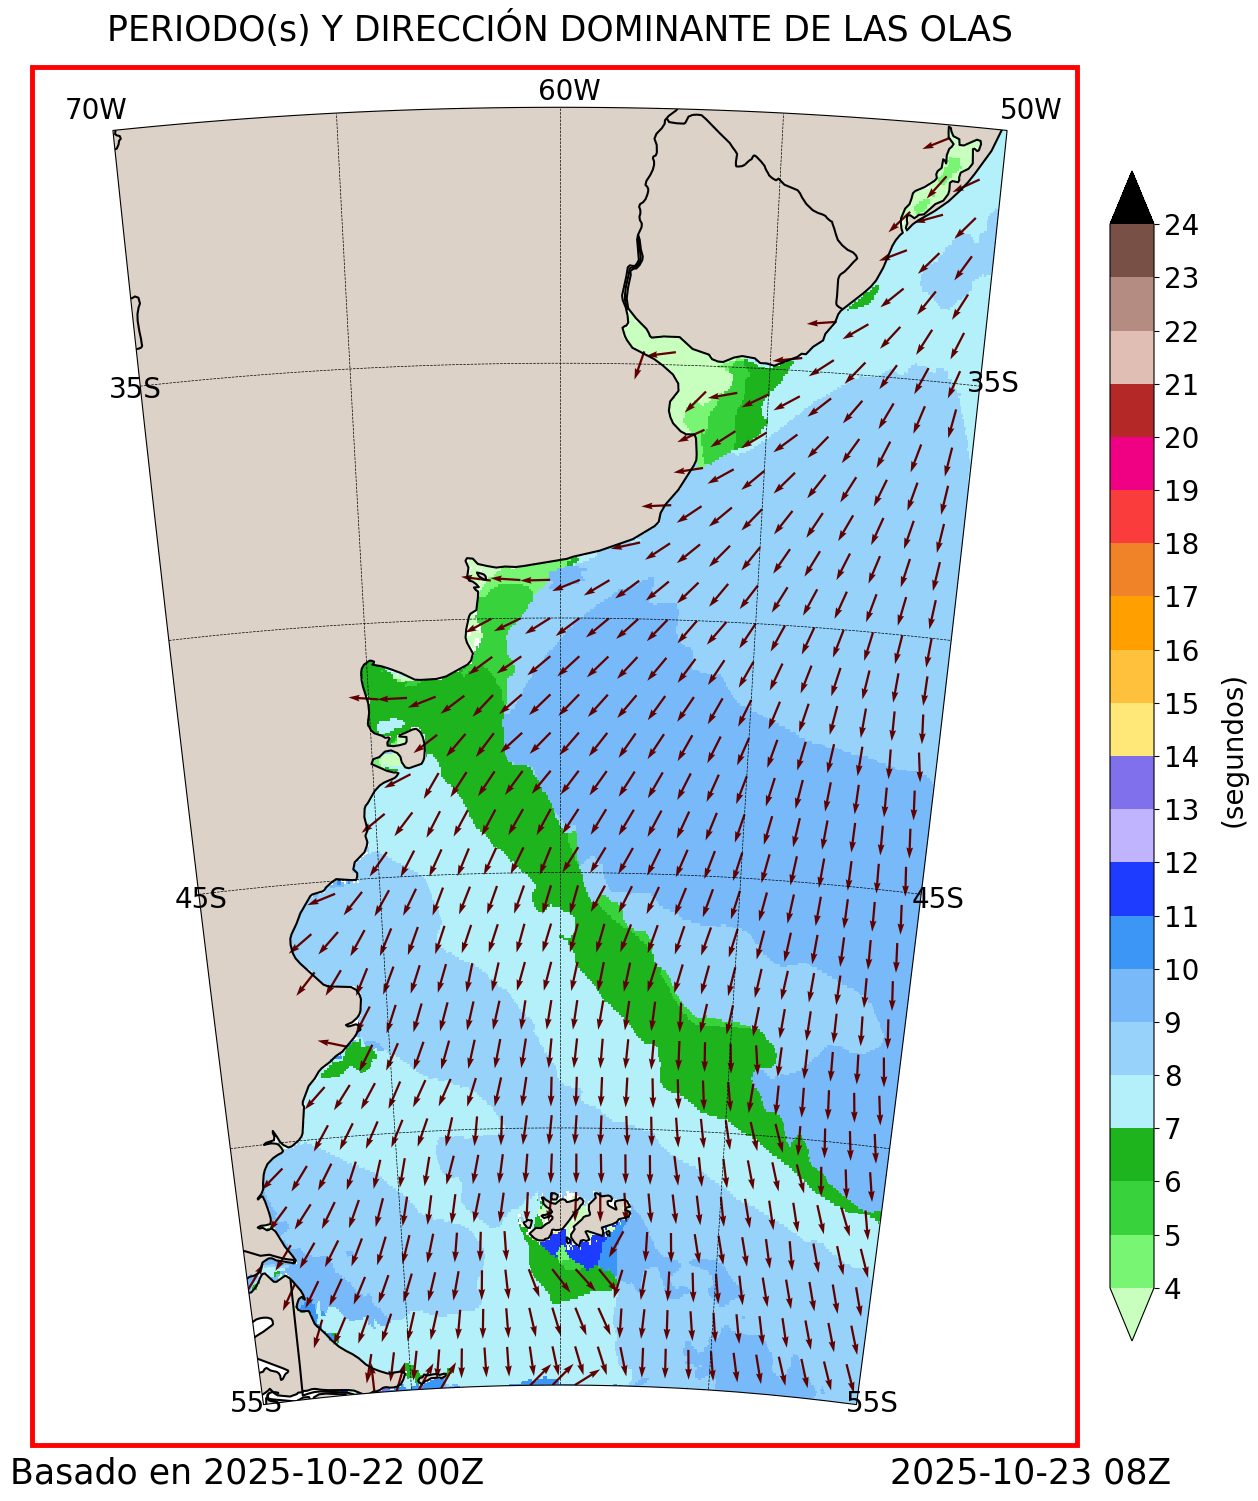 PERIODO(s) Y DIRECCIÓN DOMINANTE DE LAS OLAS
70W
60W
50W
35S
35S
45S
45S
55S
55S
24
23
22
21
20
19
18
17
16
15
14
13
12
11
10
9
8
7
6
5
4
(segundos)
Basado en 2025-10-22 00Z
2025-10-23 08Z